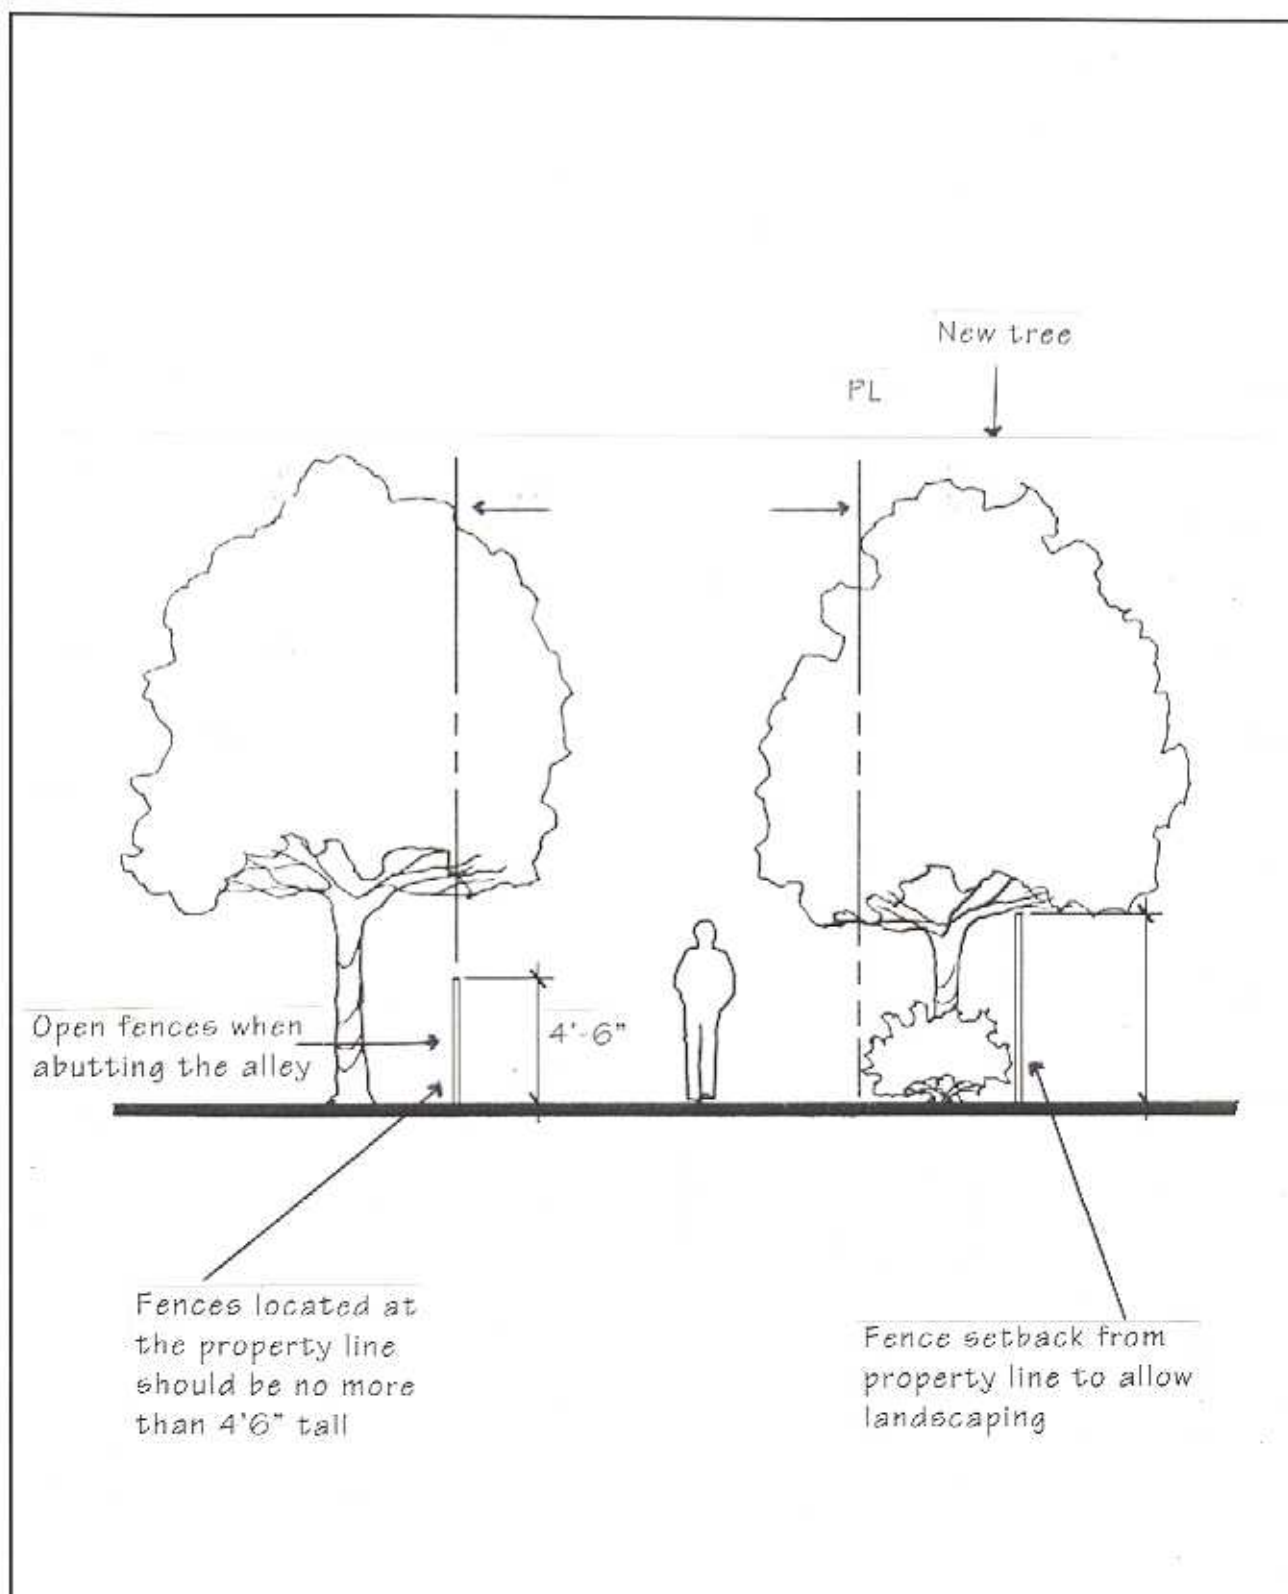 New tree
PL
Open fences when
abutting the alley
4'-6"
Fences located at
the property line
should be no more
than 4'6" tall
Fence setback from
property line to allow
landscaping